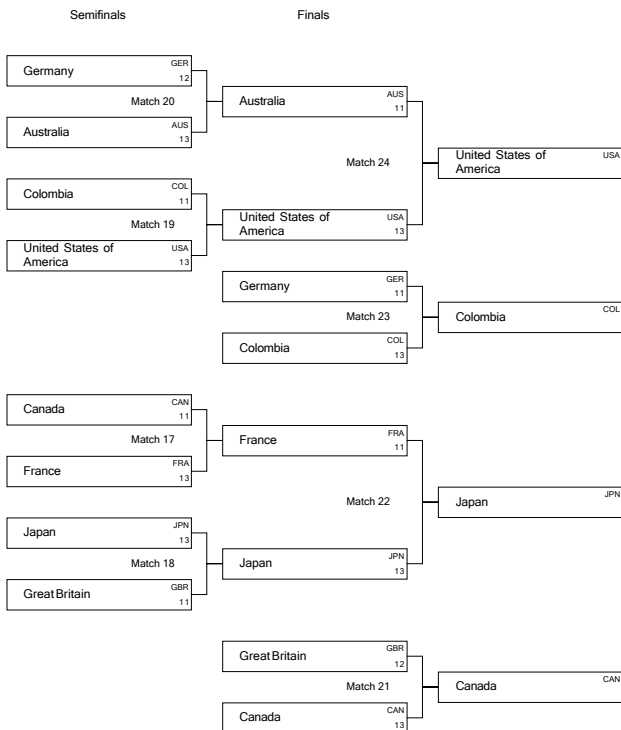 Semifinals
Finals
Germany
GER
12
Match 20
Australia
AUS
13
Australia
AUS
11
Match 24
United States of
America
USA
Colombia
COL
11
Match 19
United States of
America
USA
13
United States of
America
USA
13
Germany
GER
11
Match 23
Colombia
COL
13
Colombia
COL
Canada
CAN
11
Match 17
France
FRA
13
France
FRA
11
Match 22
Japan
JPN
Japan
JPN
13
Match 18
Great Britain
GBR
11
Japan
JPN
13
Great Britain
GBR
12
Match 21
Canada
CAN
13
Canada
CAN